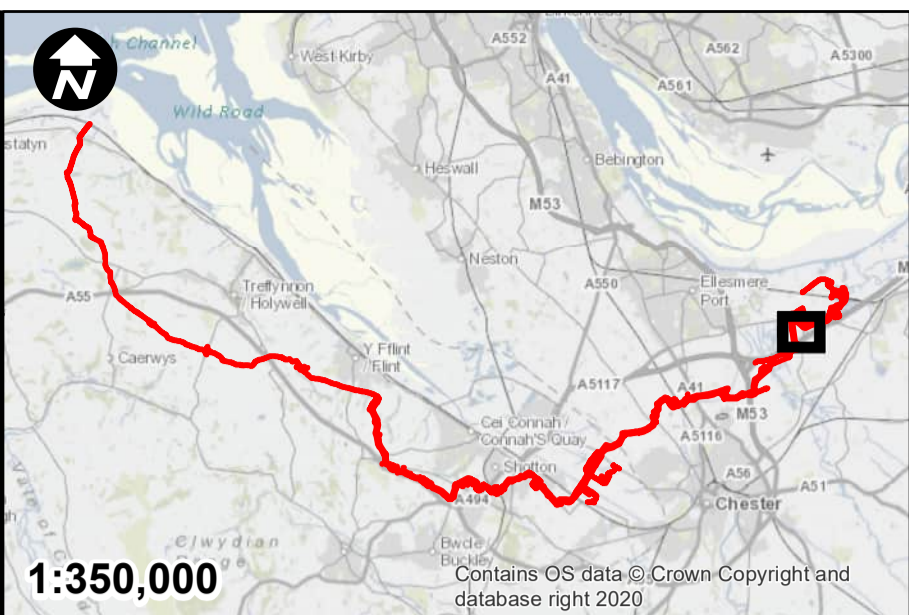 h Channel
West Kirby
A552
A562
A5300
A561
A41
N
Wild Road
statyn
Heswall
Bebington
M53
Neston
Treffynnon
Holywell
A55
A550
Ellesmere
Port
M
Caerwys
Y Fflint
Flint
A5117
A41
M53
Cei Connah
Connah'S Quay
A5116
Shotton
A56
A51
A494
Chester
Clwydian
Bwcle
Buckley
1:350,000
Contains OS data © Crown Copyright and
database right 2020